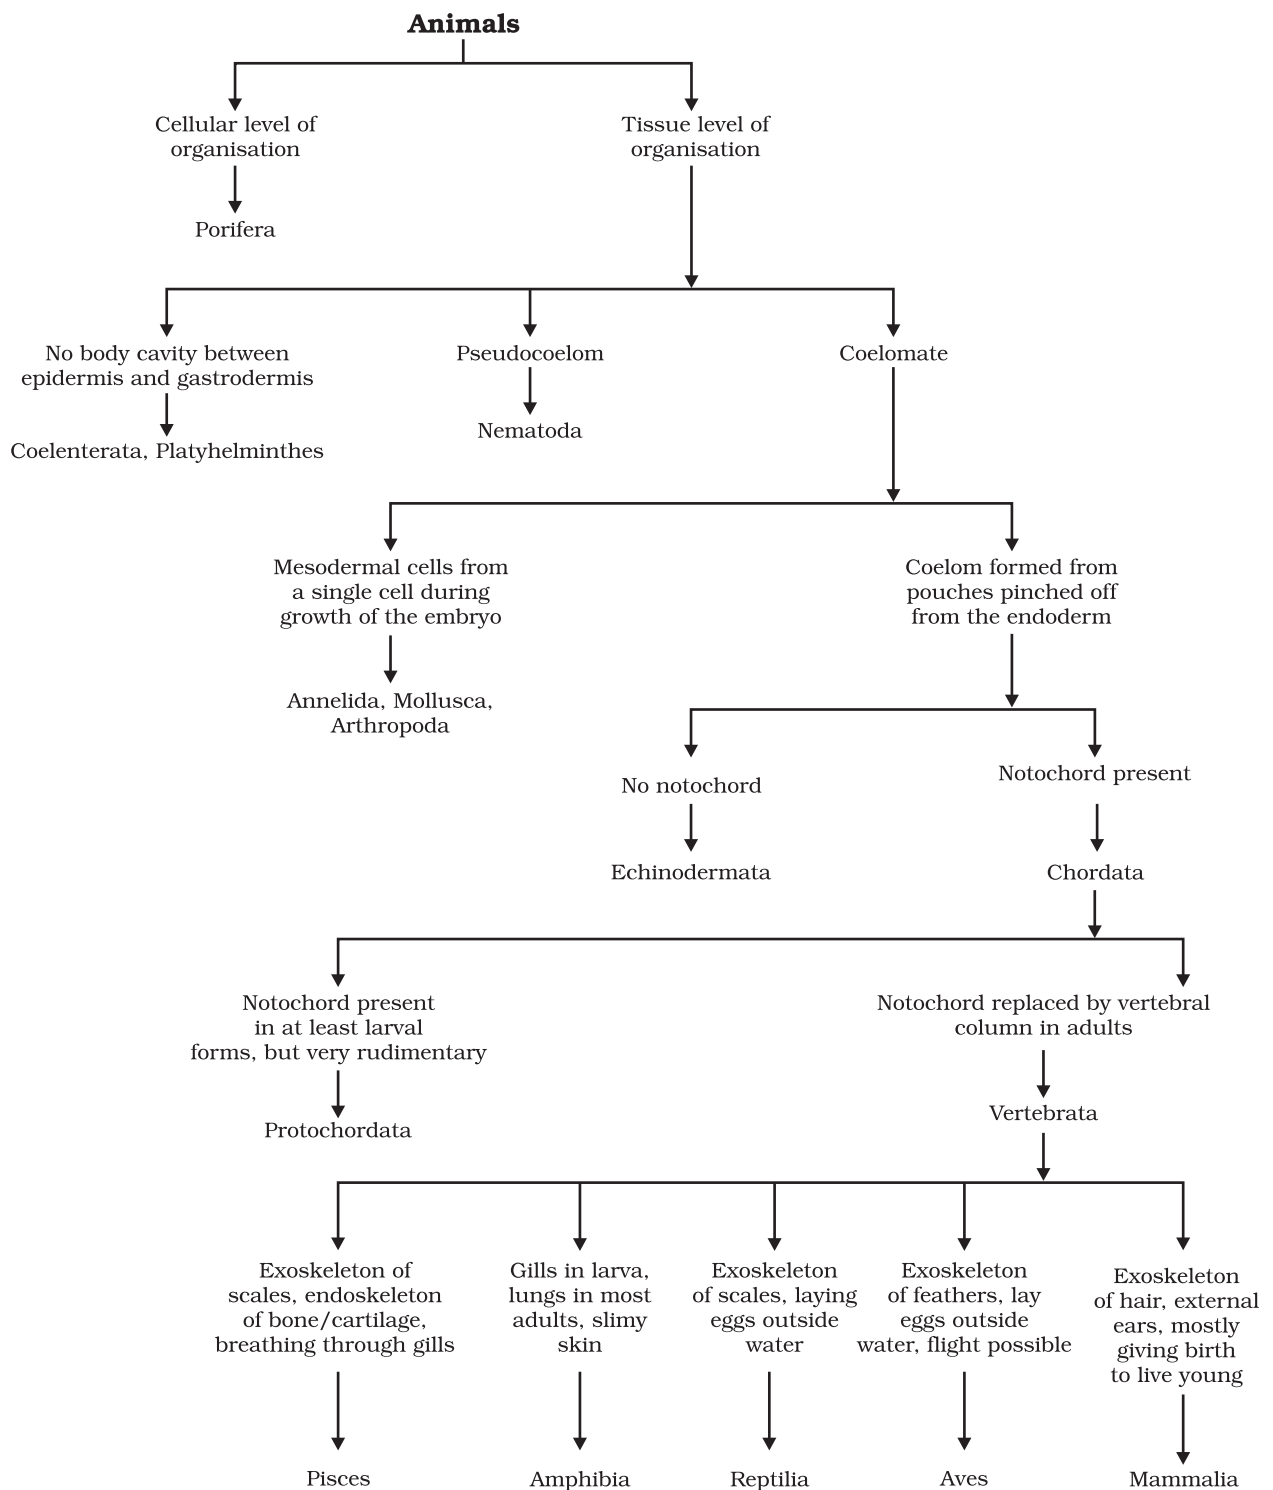 Animals
Cellular level of
organisation
Tissue level of
organisation
Porifera
No body cavity between
epidermis and gastrodermis
Pseudocoelom
Coelomate
Coelenterata, Platyhelminthes
Nematoda
Mesodermal cells from
a single cell during
growth of the embryo
Coelom formed from
pouches pinched off
from the endoderm
Annelida, Mollusca,
Arthropoda
No notochord
Notochord present
Echinodermata
Chordata
Notochord present
in at least larval
forms, but very rudimentary
Notochord replaced by vertebral
column in adults
Protochordata
Vertebrata
Exoskeleton of
scales, endoskeleton
of bone/cartilage,
breathing through gills
Gills in larva,
lungs in most
adults, slimy
skin
Exoskeleton
of scales, laying
eggs outside
water
Exoskeleton
of feathers, lay
eggs outside
water, flight possible
Exoskeleton
of hair, external
ears, mostly
giving birth
to live young
Pisces
Amphibia
Reptilia
Aves
Mammalia